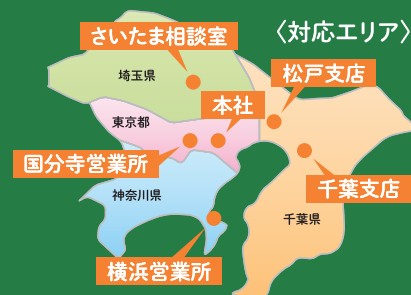 さいたま相談室
〈対応エリア〉
埼玉県
松戸支店
本社
東京都
国分寺営業所
千葉支店
神奈川県
千葉県
横浜営業所